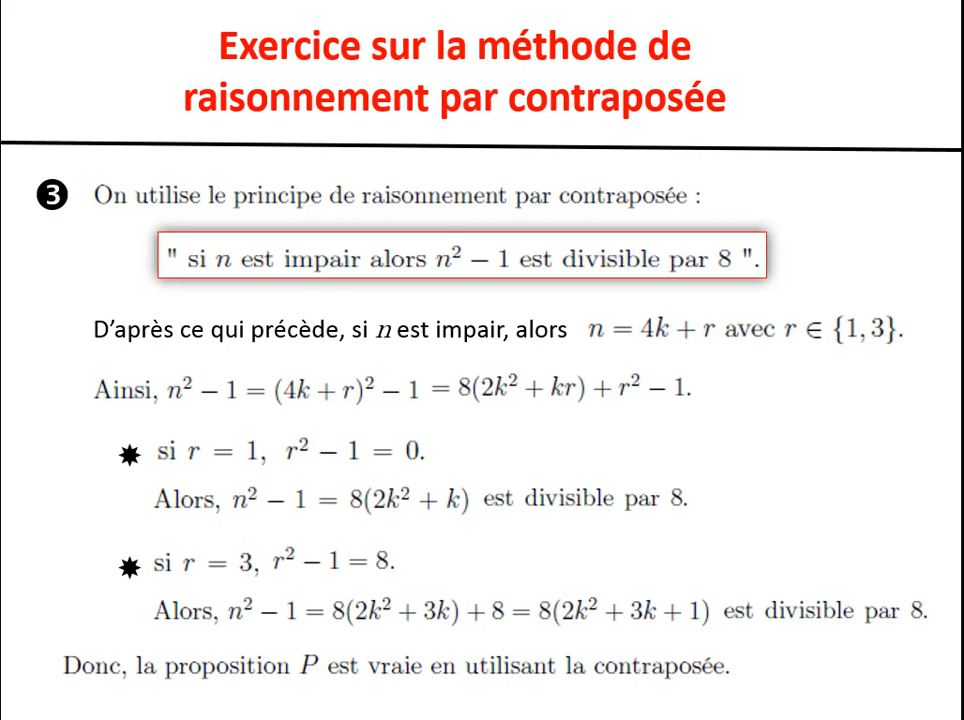 Exercice sur la méthode de
raisonnement par contraposée
❸ On utilise le principe de raisonnement par contraposée :
" si n est impair alors n² − 1 est divisible par 8 ".
D’après ce qui précède, si n est impair, alors n = 4k + r avec r ∈ {1, 3}.
Ainsi, n² − 1 = (4k + r)² − 1 = 8(2k² + kr) + r² − 1.
✸ si r = 1, r² − 1 = 0.
Alors, n² − 1 = 8(2k² + k) est divisible par 8.
✸ si r = 3, r² − 1 = 8.
Alors, n² − 1 = 8(2k² + 3k) + 8 = 8(2k² + 3k + 1) est divisible par 8.
Donc, la proposition P est vraie en utilisant la contraposée.